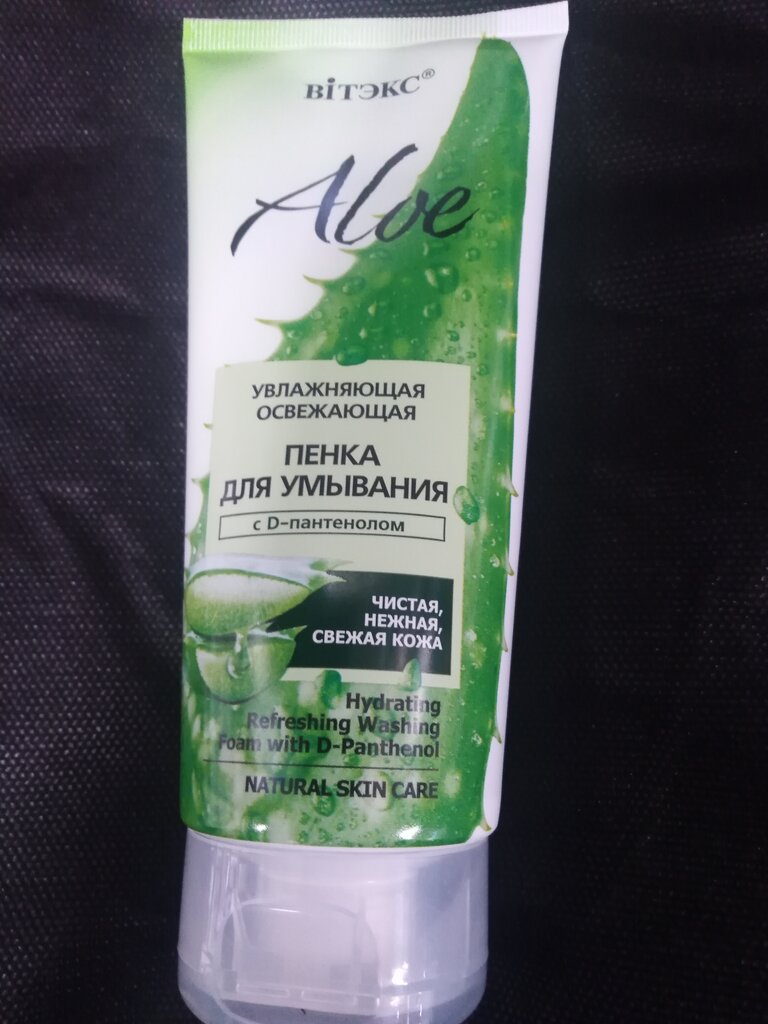 вітэкс®
Aloe
УВЛАЖНЯЮЩАЯ
ОСВЕЖАЮЩАЯ
ПЕНКА
ДЛЯ УМЫВАНИЯ
с D-пантенолом
ЧИСТАЯ,
НЕЖНАЯ,
СВЕЖАЯ КОЖА
Hydrating
Refreshing Washing
Foam with D-Panthenol
NATURAL SKIN CARE